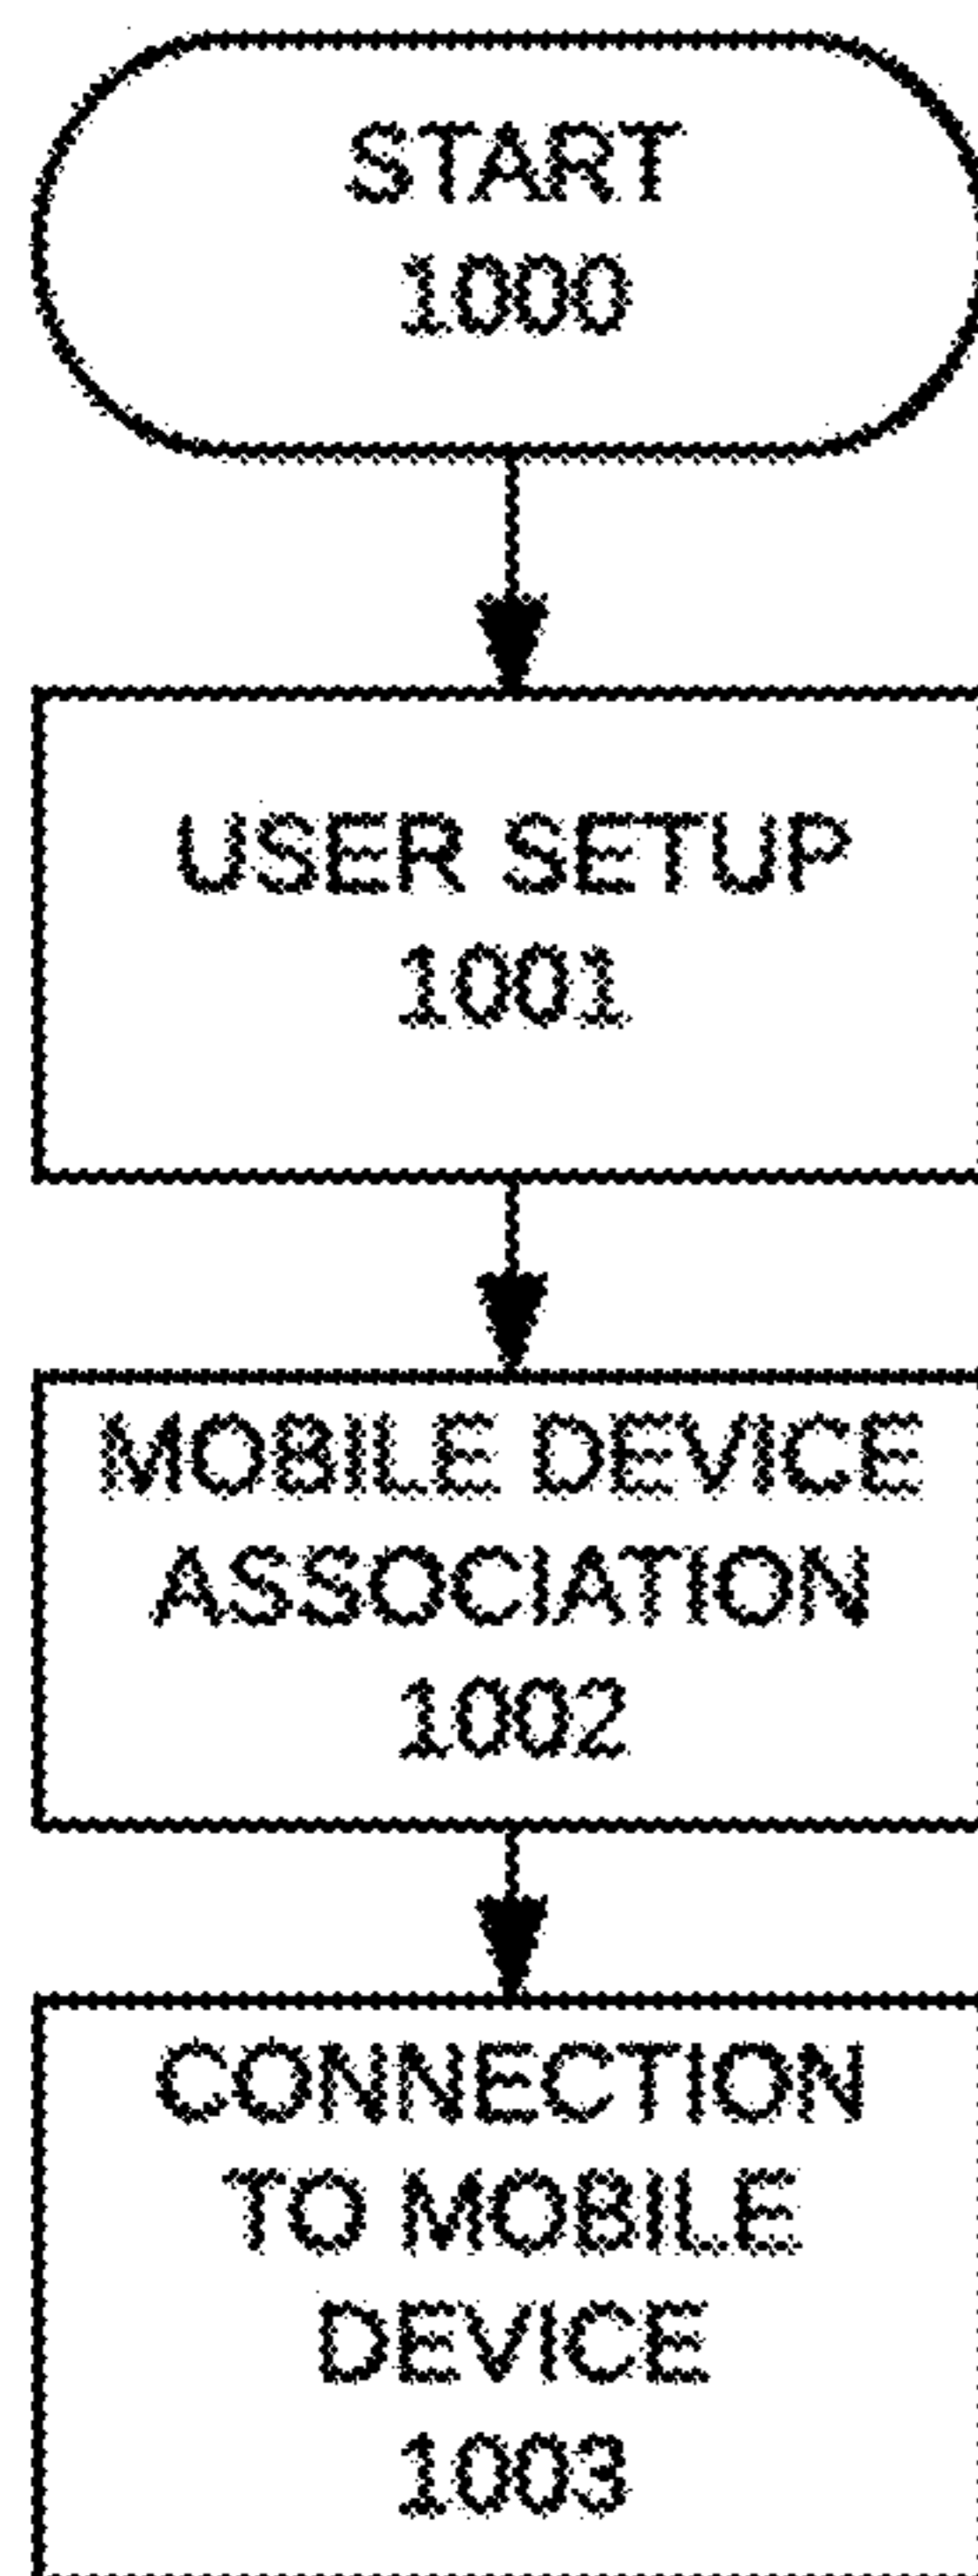 START
1000
USER SETUP
1001
MOBILE DEVICE
ASSOCIATION
1002
CONNECTION
TO MOBILE
DEVICE
1003